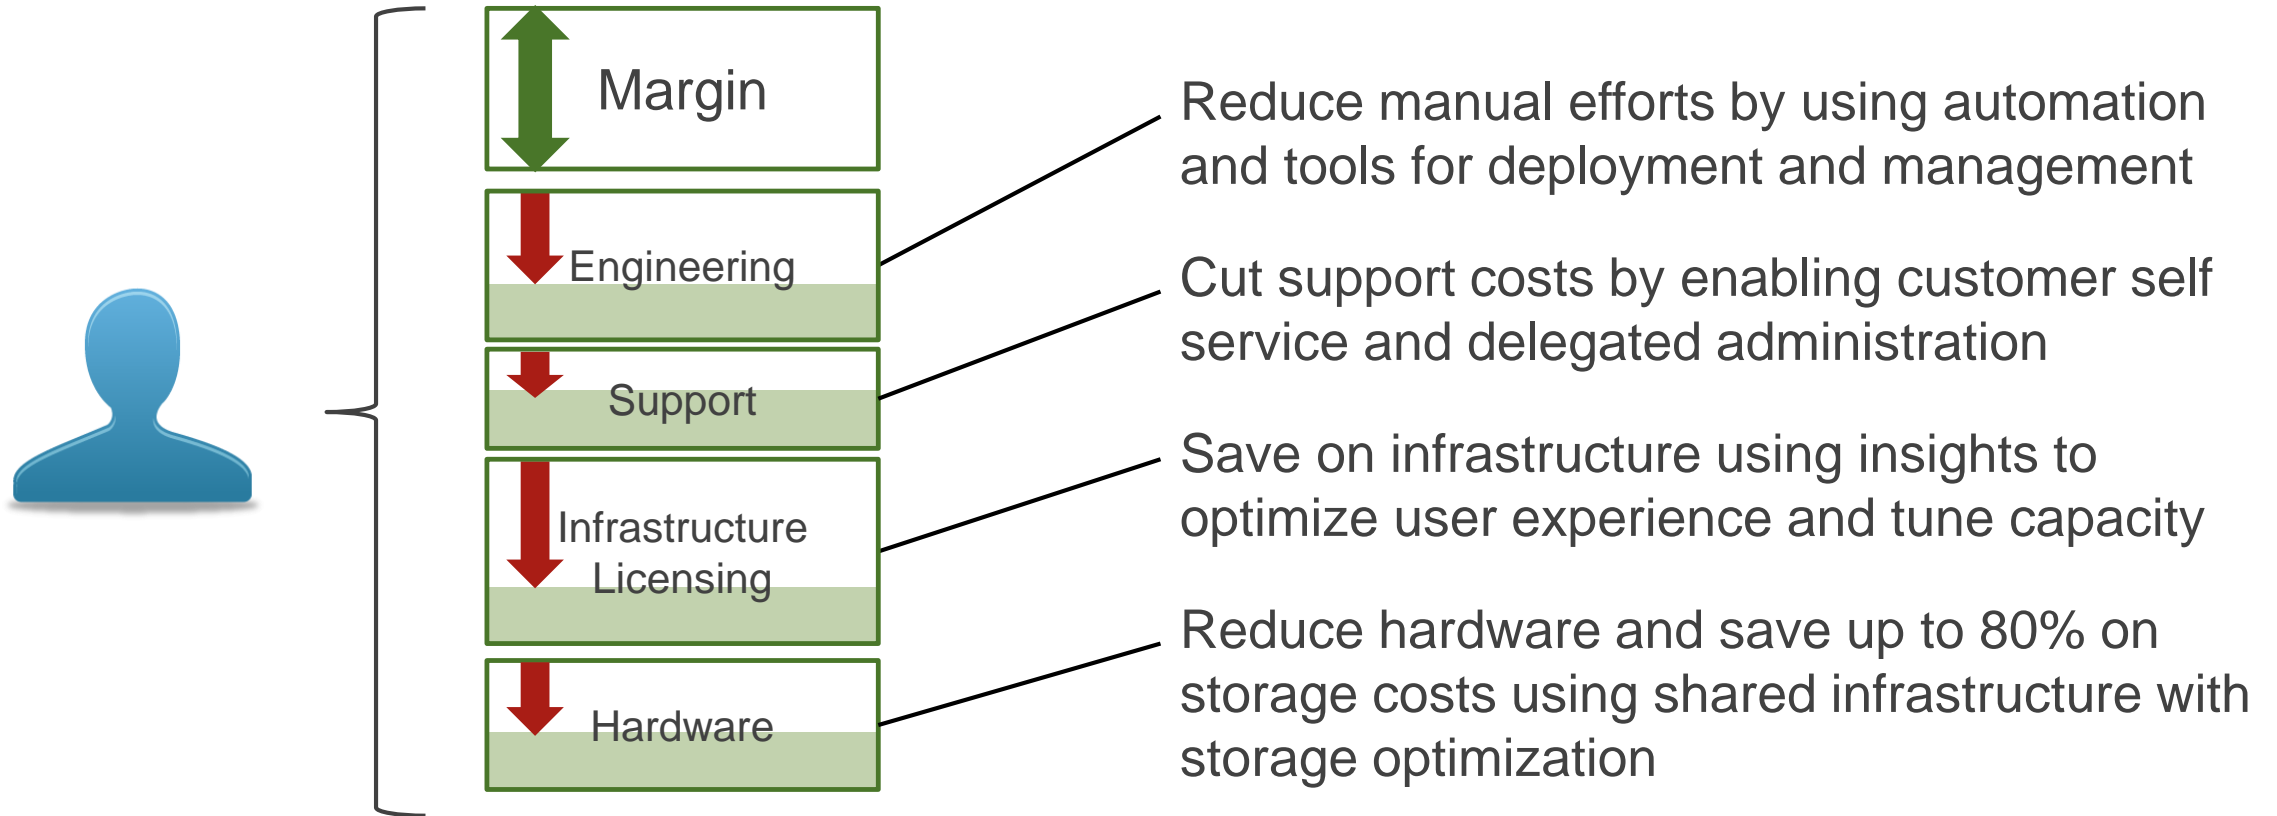 Margin
Engineering
Support
Infrastructure
Licensing
Hardware
Reduce manual efforts by using automation
and tools for deployment and management
Cut support costs by enabling customer self
service and delegated administration
Save on infrastructure using insights to
optimize user experience and tune capacity
Reduce hardware and save up to 80% on
storage costs using shared infrastructure with
storage optimization